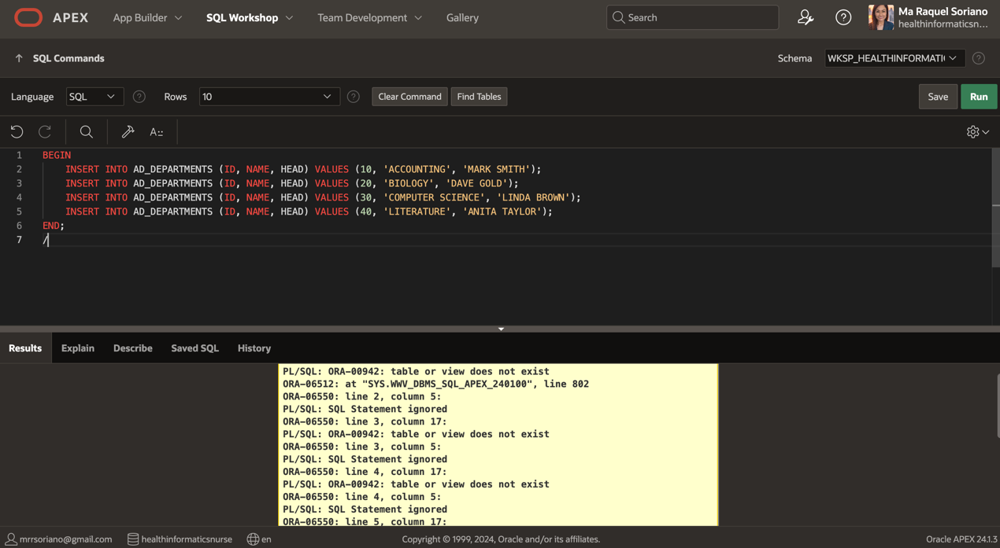 APEX App Builder SQL Workshop Team Development Gallery Search Ma Raquel Soriano
healthinformaticsn...
SQL Commands Schema WKSP_HEALTHINFORMATI
Language SQL Rows 10 Clear Command Find Tables Save Run
1 BEGIN
2 INSERT INTO AD_DEPARTMENTS (ID, NAME, HEAD) VALUES (10, 'ACCOUNTING', 'MARK SMITH');
3 INSERT INTO AD_DEPARTMENTS (ID, NAME, HEAD) VALUES (20, 'BIOLOGY', 'DAVE GOLD');
4 INSERT INTO AD_DEPARTMENTS (ID, NAME, HEAD) VALUES (30, 'COMPUTER SCIENCE', 'LINDA BROWN');
5 INSERT INTO AD_DEPARTMENTS (ID, NAME, HEAD) VALUES (40, 'LITERATURE', 'ANITA TAYLOR');
6 END;
7 /
Results Explain Describe Saved SQL History
PL/SQL: ORA-00942: table or view does not exist
ORA-06512: at "SYS.WWV_DBMS_SQL_APEX_240100", line 802
ORA-06550: line 2, column 5:
PL/SQL: SQL Statement ignored
ORA-06550: line 3, column 17:
PL/SQL: ORA-00942: table or view does not exist
ORA-06550: line 3, column 5:
PL/SQL: SQL Statement ignored
ORA-06550: line 4, column 17:
PL/SQL: ORA-00942: table or view does not exist
ORA-06550: line 4, column 5:
PL/SQL: SQL Statement ignored
ORA-06550: line 5, column 17:
mrrsoriano@gmail.com healthinformaticsnurse en Copyright © 1999, 2024, Oracle and/or its affiliates. Oracle APEX 24.1.3